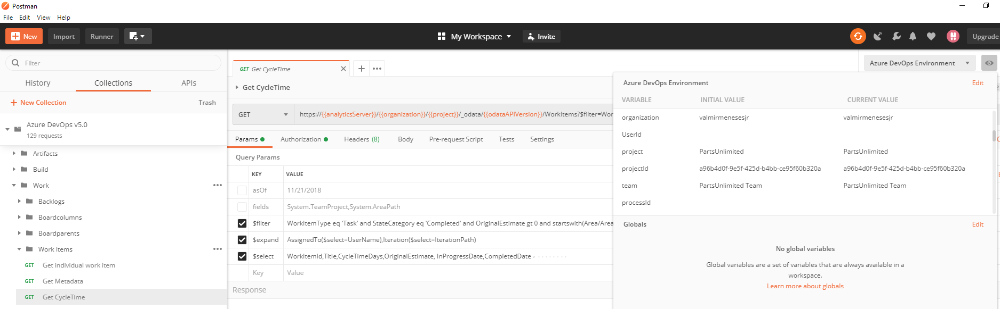 Postman
File Edit View Help
New Import Runner My Workspace Invite Upgrade
Filter
History Collections APIs
New Collection Trash
Azure DevOps v5.0
129 requests
Artifacts
Build
Work
Backlogs
Boardcolumns
Boardparents
Work Items
GET Get individual work item
GET Get Metadata
GET Get CycleTime
GET Get CycleTime
Get CycleTime
GET https://{{analyticsServer}}/{{organization}}/{{project}}/_odata/{{odataAPIVersion}}/WorkItems?$filter=Wor
Params Authorization Headers (8) Body Pre-request Script Tests Settings
Query Params
KEY VALUE
asOf 11/21/2018
fields System.TeamProject,System.AreaPath
$filter WorkItemType eq 'Task' and StateCategory eq 'Completed' and OriginalEstimate gt 0 and startswith(Area/Area
$expand AssignedTo($select=UserName),Iteration($select=IterationPath)
$select WorkItemId,Title,CycleTimeDays,OriginalEstimate, InProgressDate,CompletedDate
Key Value
Response
Azure DevOps Environment
Azure DevOps Environment Edit
VARIABLE INITIAL VALUE CURRENT VALUE
organization valmirmenesesjr valmirmenesesjr
UserId
project PartsUnlimited PartsUnlimited
projectId a96b4d0f-9e5f-425d-b4bb-ce95f60b320a a96b4d0f-9e5f-425d-b4bb-ce95f60b320a
team PartsUnlimited Team PartsUnlimited Team
processId
Globals Edit
No global variables
Global variables are a set of variables that are always available in a
workspace.
Learn more about globals